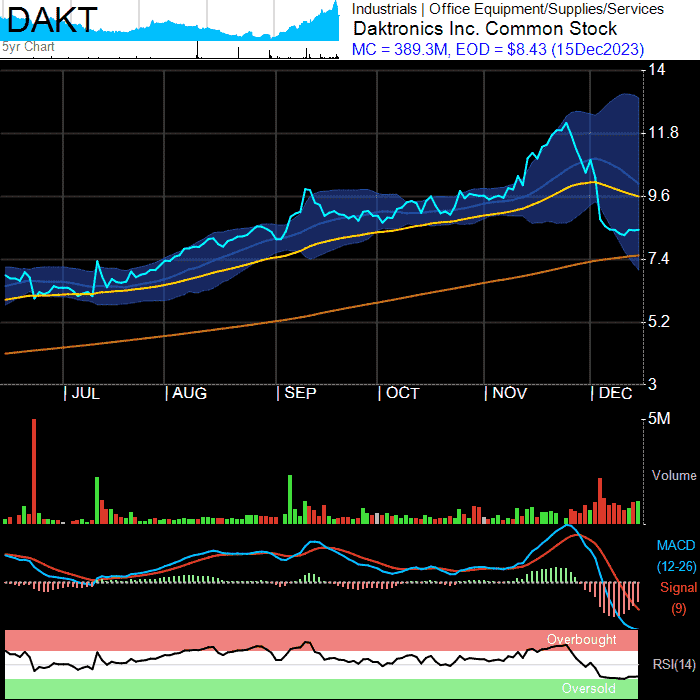 DAKT
5yr Chart
Industrials | Office Equipment/Supplies/Services
Daktronics Inc. Common Stock
MC = 389.3M, EOD = $8.43 (15Dec2023)
14
11.8
9.6
7.4
5.2
3
| JUL | AUG | SEP | OCT | NOV | DEC
5M
Volume
MACD
(12-26)
Signal
(9)
Overbought
RSI(14)
Oversold